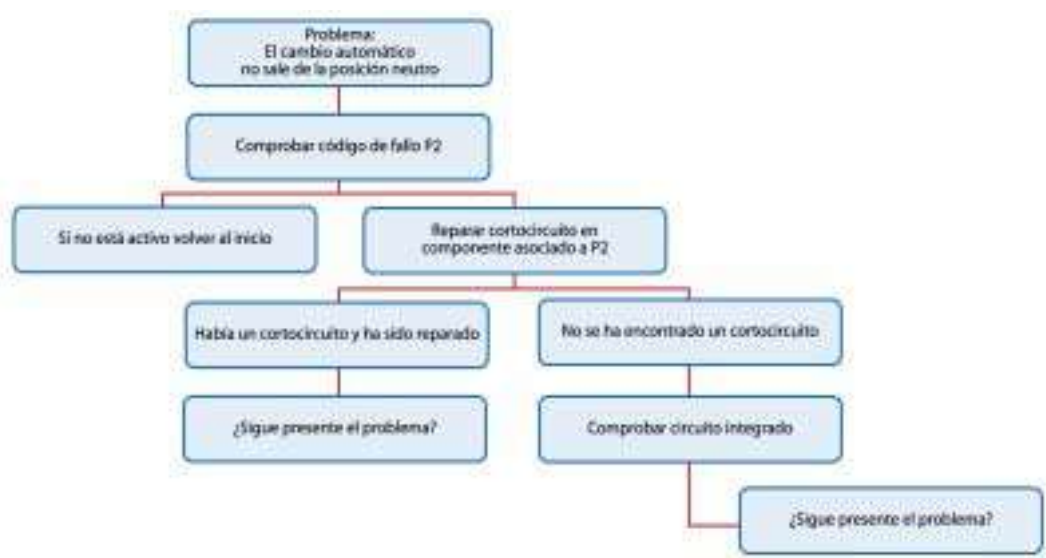 Problema:
El cambio automático
no sale de la posición neutro
Comprobar código de fallo P2
Si no está activo volver al inicio
Reparar cortocircuito en
componente asociado a P2
Había un cortocircuito y ha sido reparado
No se ha encontrado un cortocircuito
¿Sigue presente el problema?
Comprobar circuito integrado
¿Sigue presente el problema?